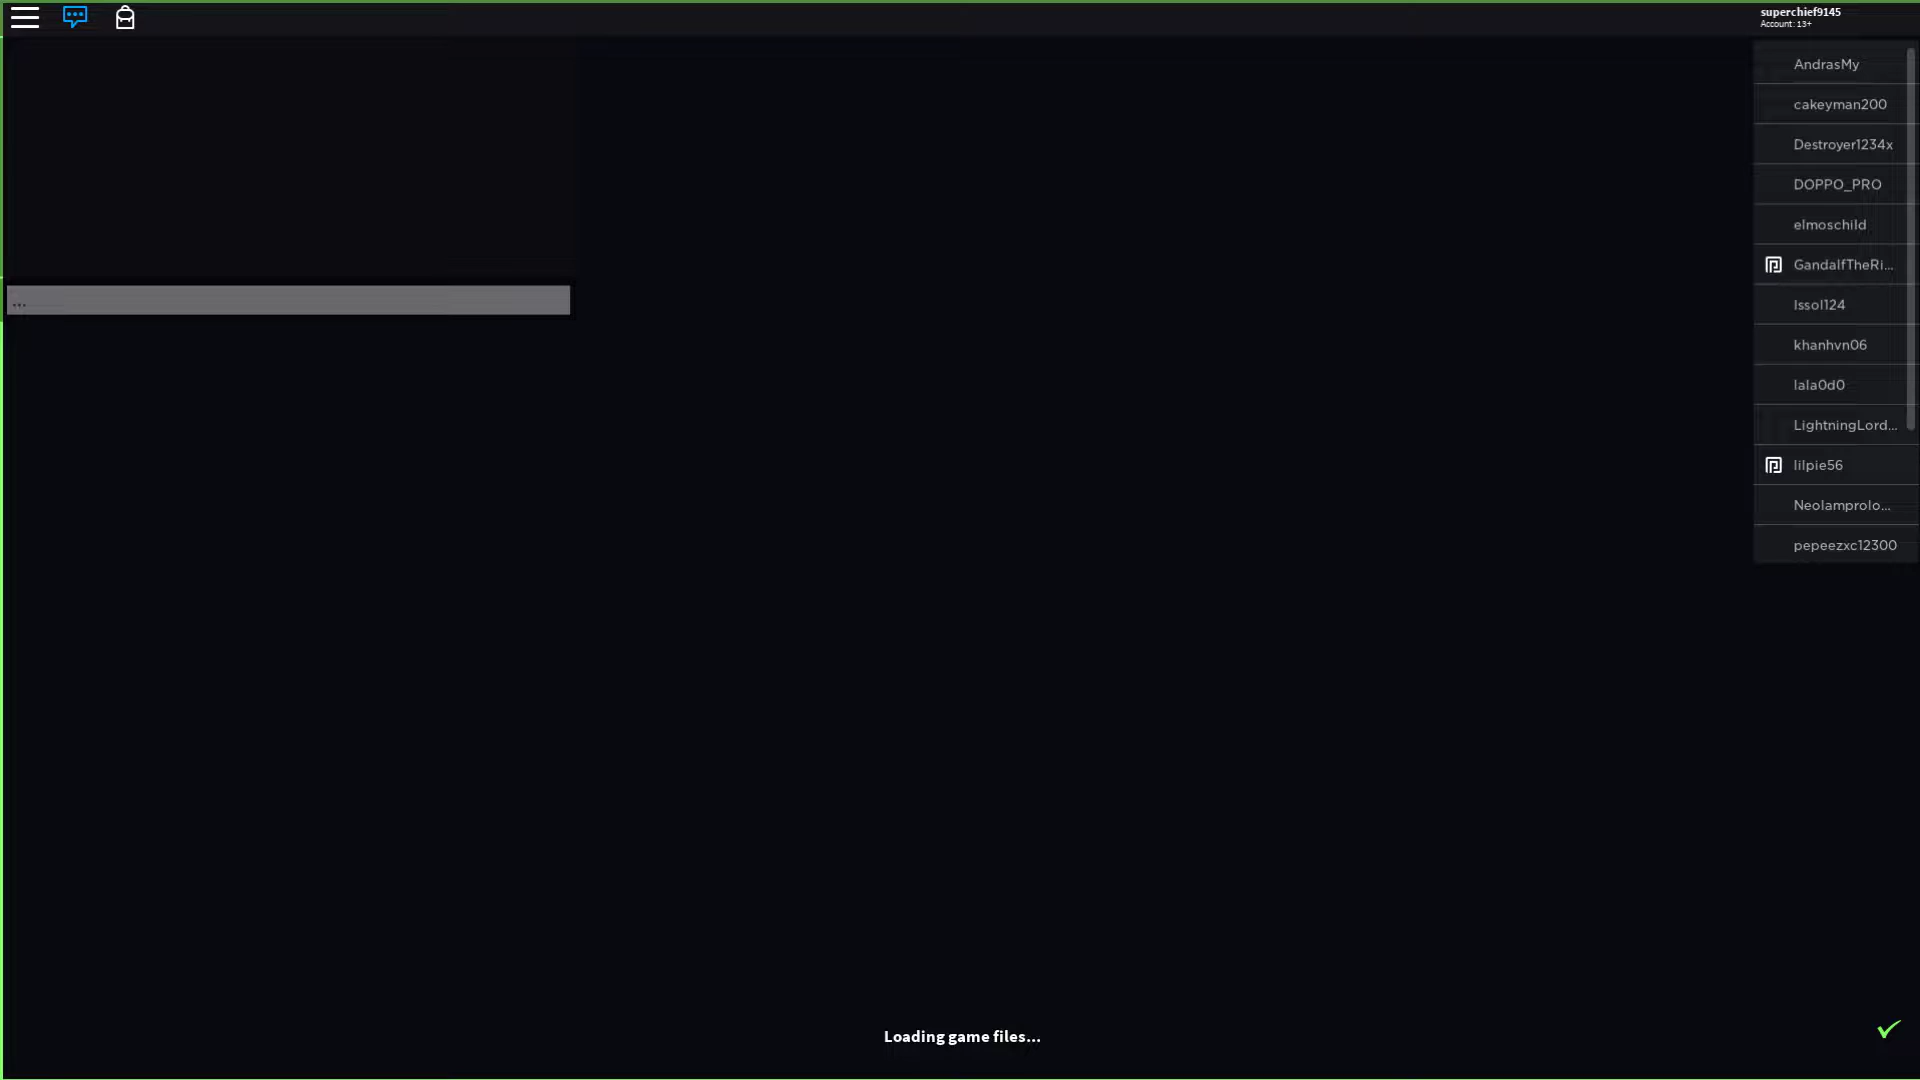 superchief9145
Account: 13+
AndrasMy
cakeyman200
Destroyer1234x
DOPPO_PRO
elmoschild
GandalfTheRi...
Issol124
khanhvn06
lala0d0
LightningLord...
lilpie56
Neolamprolo...
pepeezxc12300
...
Loading game files...